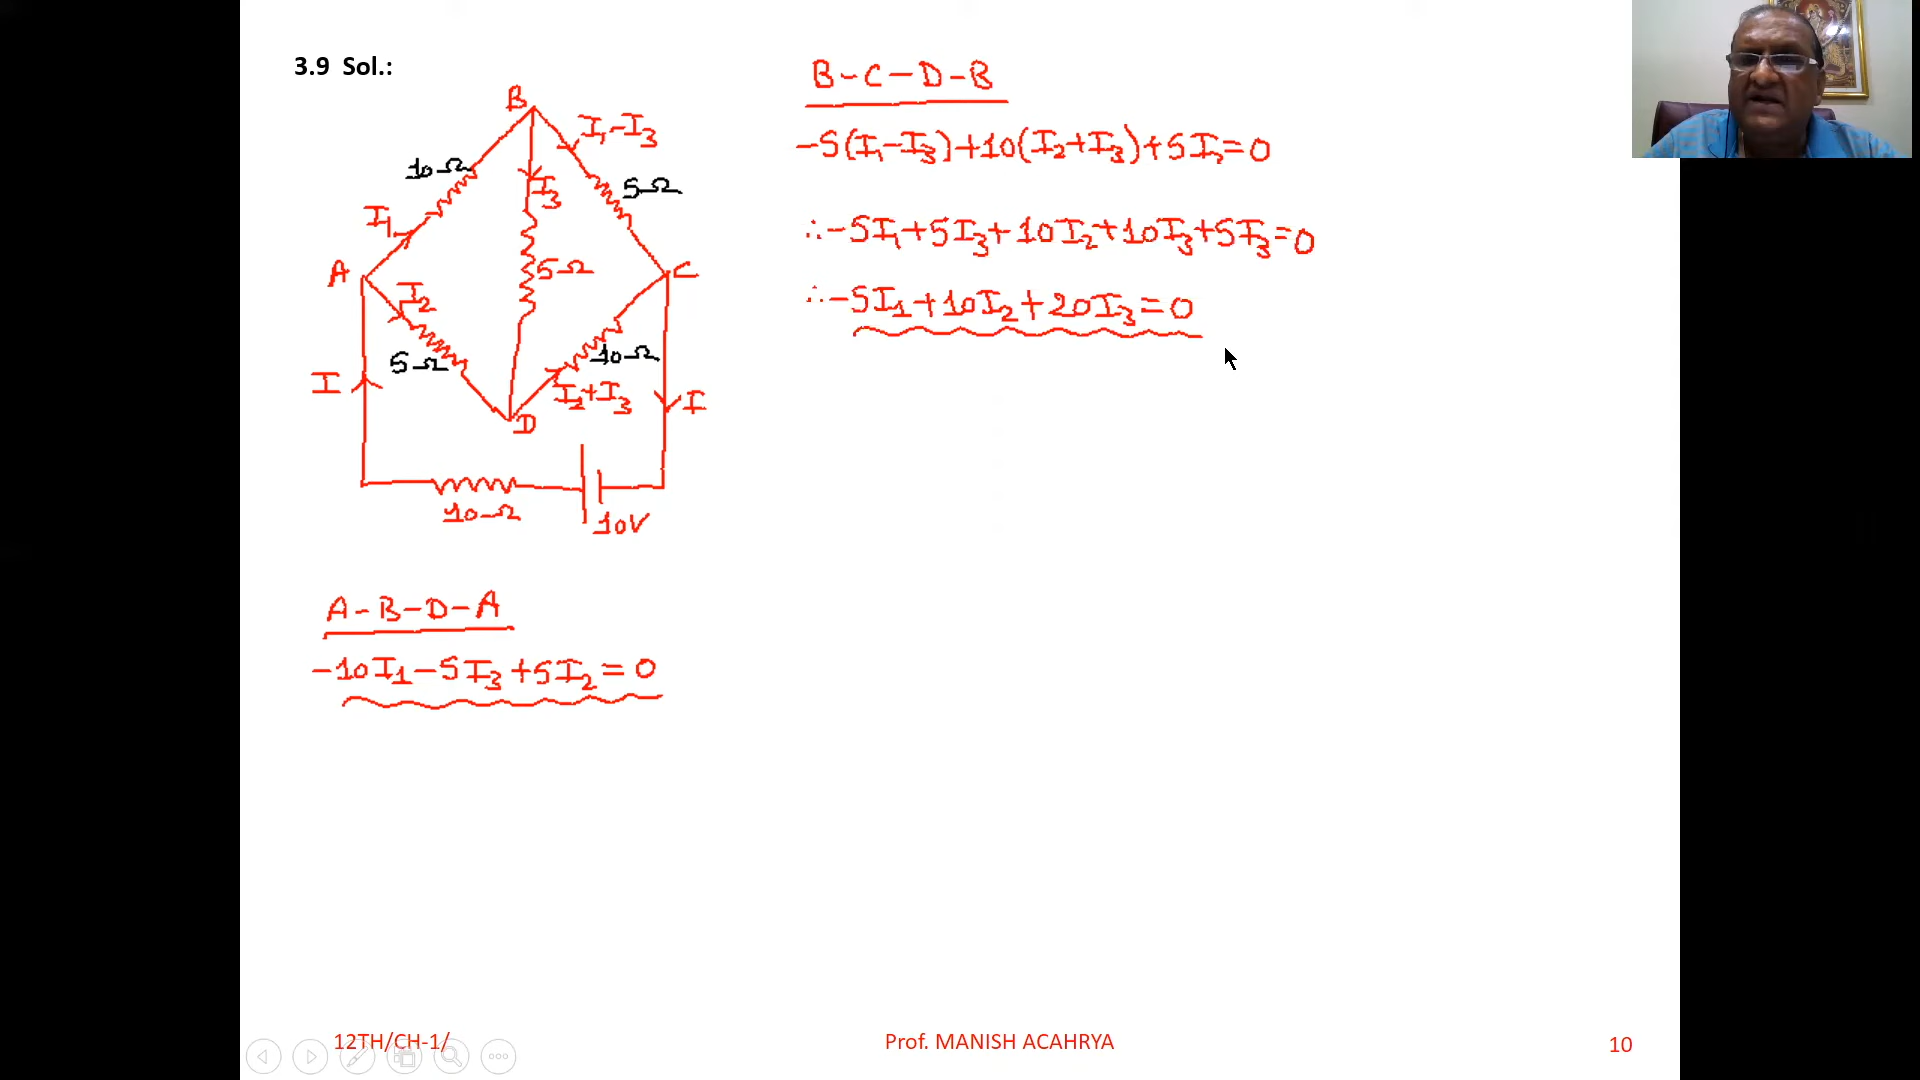 3.9 Sol.:
B
I₁-I₃
10Ω
I₃
5Ω
I₁
A
I₂
5Ω
C
5Ω
10Ω
I
I₂+I₃
I
D
10Ω
10V
A-B-D-A
-10I₁-5I₃+5I₂=0
B-C-D-B
-5(I₁-I₃)+10(I₂+I₃)+5I₃=0
∴-5I₁+5I₃+10I₂+10I₃+5I₃=0
∴-5I₁+10I₂+20I₃=0
12TH/CH-1/
Prof. MANISH ACAHRYA
10